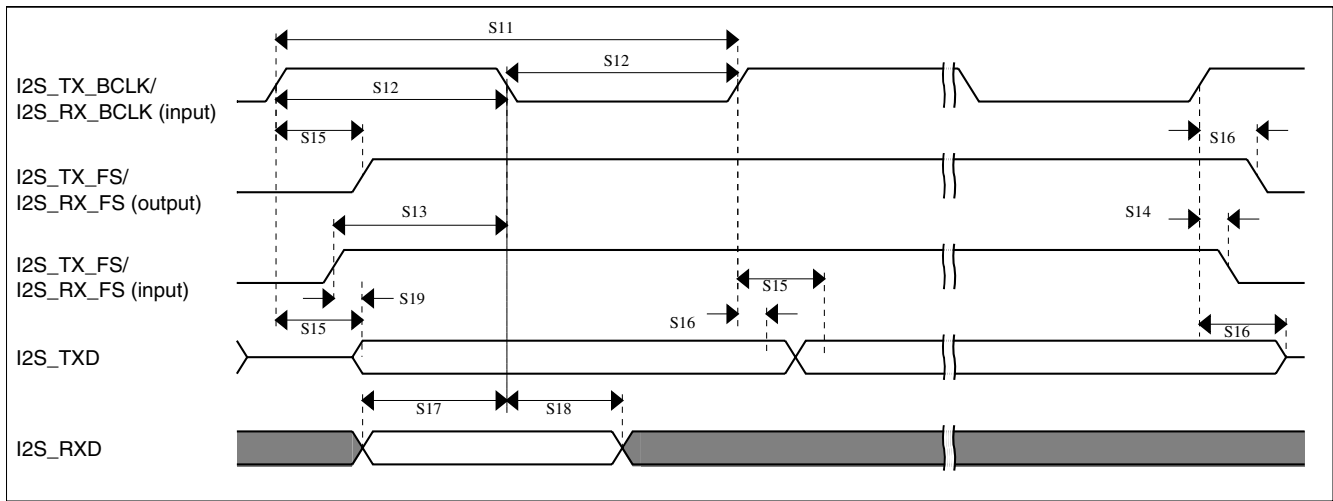 S11
I2S_TX_BCLK/
I2S_RX_BCLK (input)
S12
S12
S15
S16
I2S_TX_FS/
I2S_RX_FS (output)
S13
S14
I2S_TX_FS/
I2S_RX_FS (input)
S19
S15
S15
S16
S16
I2S_TXD
S17
S18
I2S_RXD